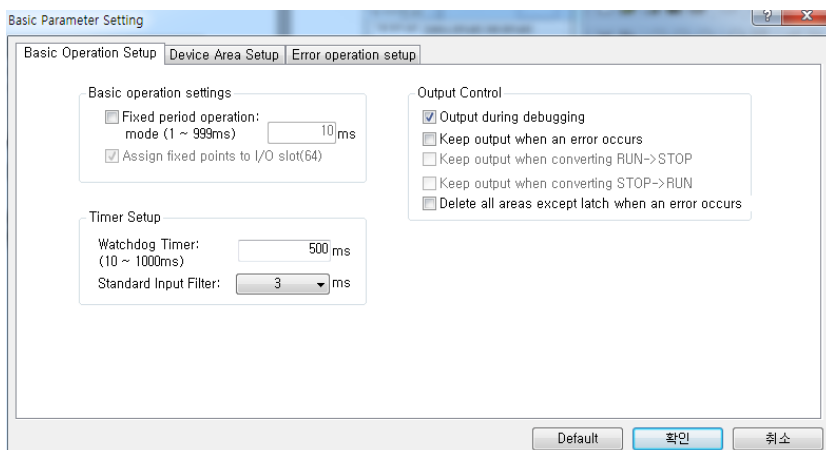 Basic Parameter Setting
Basic Operation Setup
Device Area Setup
Error operation setup
Basic operation settings
Fixed period operation:
mode (1 ~ 999ms)
10 ms
Assign fixed points to I/O slot(64)
Timer Setup
Watchdog Timer:
(10 ~ 1000ms)
500 ms
Standard Input Filter:
3 ms
Output Control
Output during debugging
Keep output when an error occurs
Keep output when converting RUN->STOP
Keep output when converting STOP->RUN
Delete all areas except latch when an error occurs
Default
확인
취소